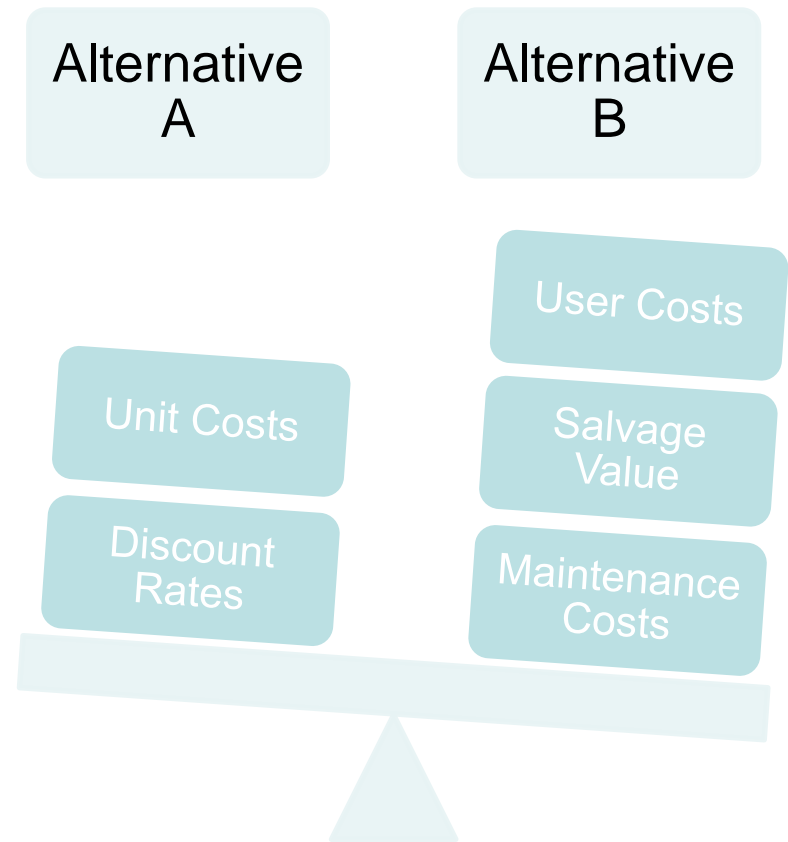 Alternative
A
Alternative
B
Unit Costs
Discount
Rates
User Costs
Salvage
Value
Maintenance
Costs